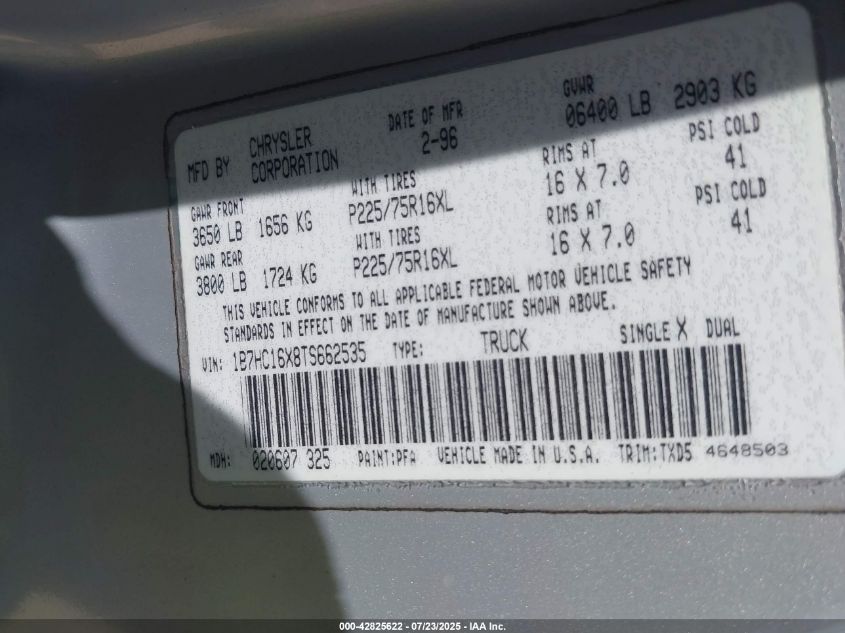 MFD BY CHRYSLER CORPORATION DATE OF MFR 2-96 GVWR 06400 LB 2903 KG
GAWR FRONT 3650 LB 1656 KG WITH TIRES P225/75R16XL RIMS AT 16 X 7.0 PSI COLD 41
GAWR REAR 3800 LB 1724 KG WITH TIRES P225/75R16XL RIMS AT 16 X 7.0 PSI COLD 41
THIS VEHICLE CONFORMS TO ALL APPLICABLE FEDERAL MOTOR VEHICLE SAFETY
STANDARDS IN EFFECT ON THE DATE OF MANUFACTURE SHOWN ABOVE.
VIN: 1B7HC16X8TS662535 TYPE: TRUCK SINGLE X DUAL
MDH: 020607 325 PAINT:PFA VEHICLE MADE IN U.S.A. TRIM:TXD5 4648503
000-42825622 - 07/23/2025 - IAA Inc.